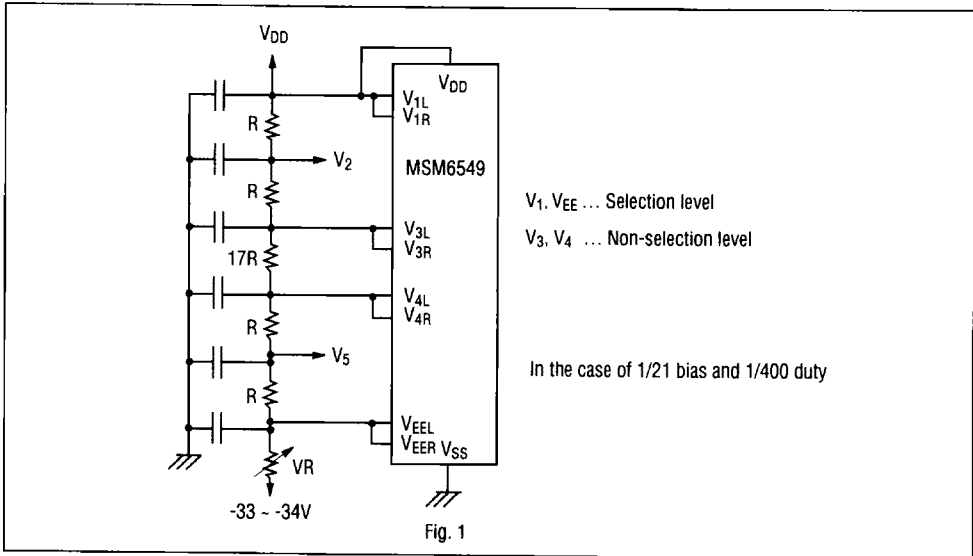 VDD
VDD
V1L
V1R
R
V2
MSM6549
R
V1, VEE ... Selection level
V3L
V3R
V3, V4 ... Non-selection level
17R
V4L
V4R
R
V5
In the case of 1/21 bias and 1/400 duty
R
VEEL
VEER VSS
VR
-33 ~ -34V
Fig. 1